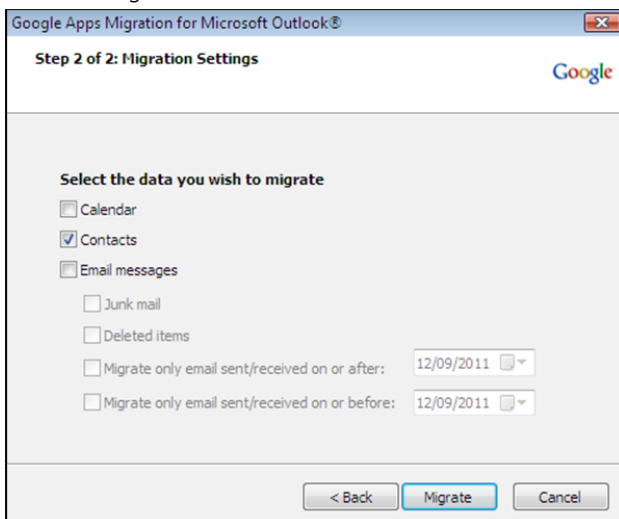 Google Apps Migration for Microsoft Outlook®
Step 2 of 2: Migration Settings
Google
Select the data you wish to migrate
Calendar
Contacts
Email messages
Junk mail
Deleted items
Migrate only email sent/received on or after: 12/09/2011
Migrate only email sent/received on or before: 12/09/2011
< Back Migrate Cancel